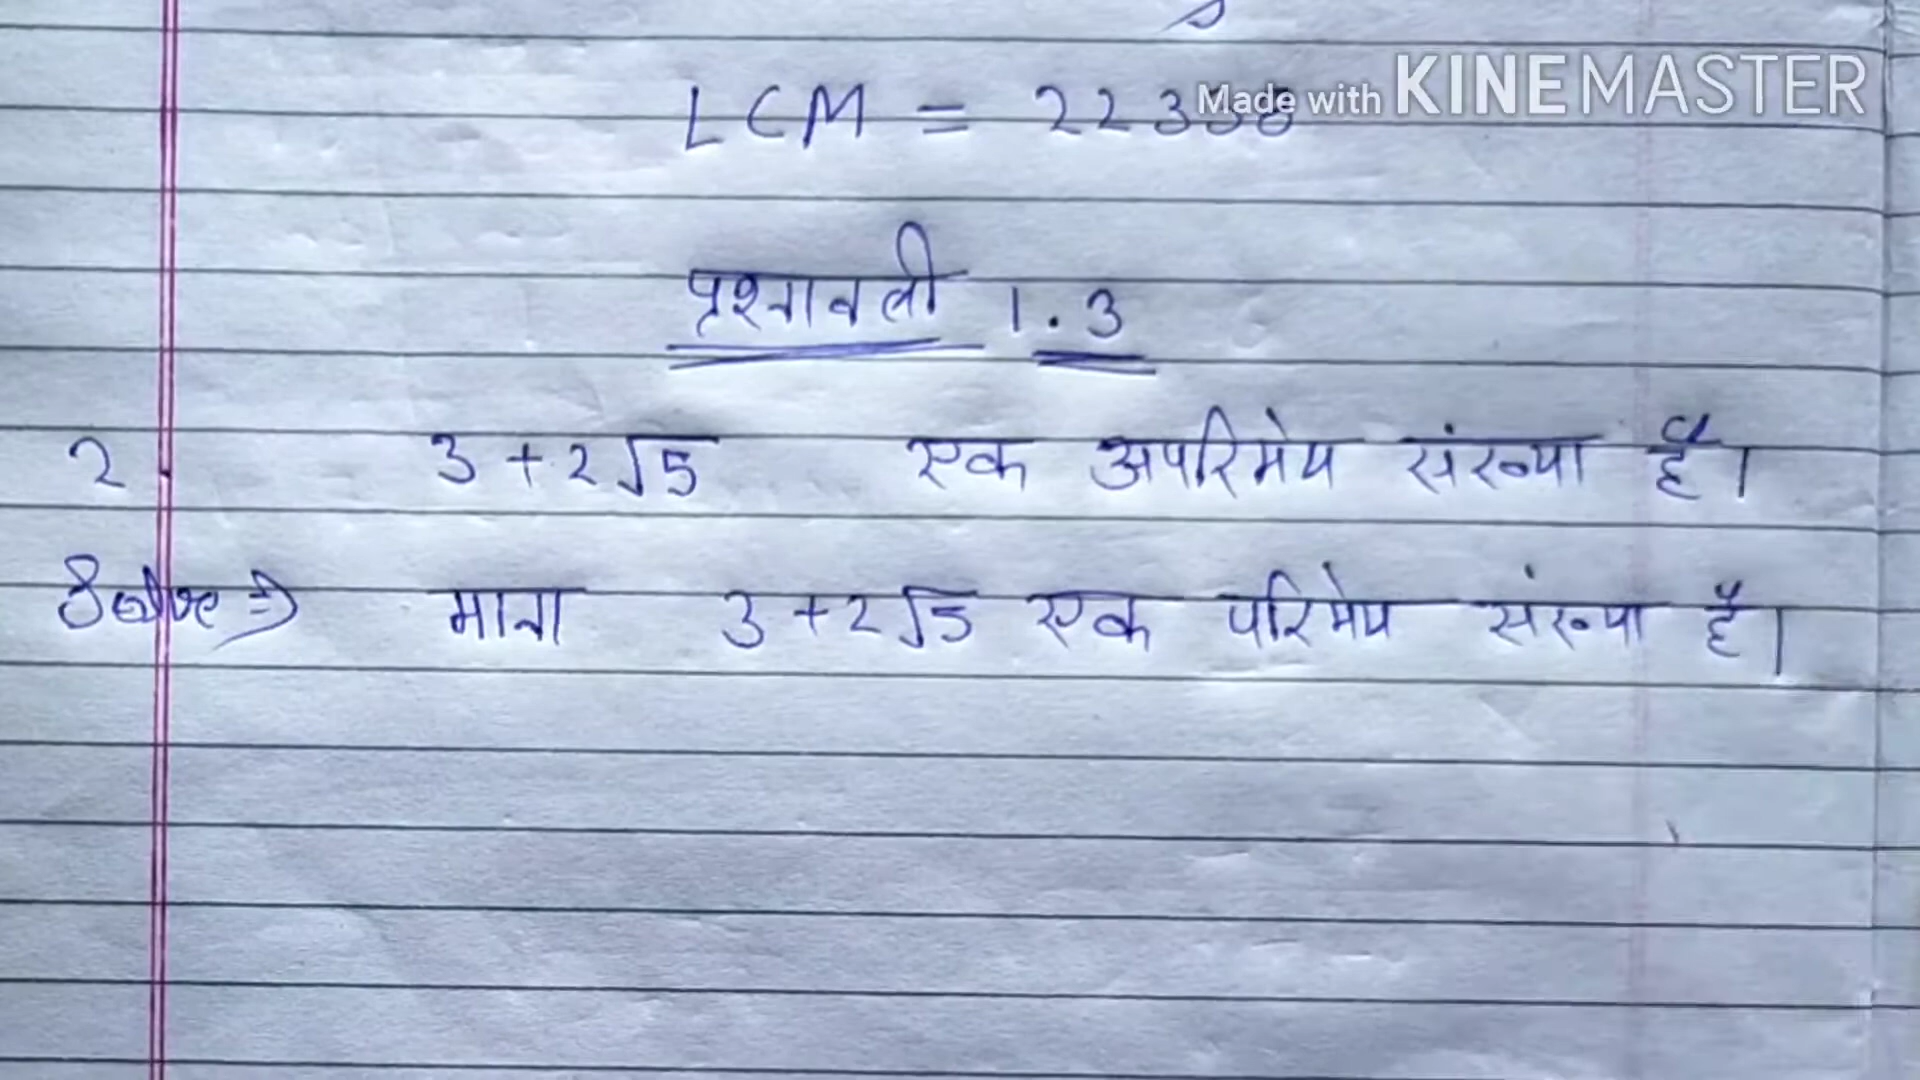 LCM = 22338
Made with KINEMASTER
प्रश्नावली 1.3
2 3+2√5 एक अपरिमेय संख्या है।
Solve⇒ माना 3+2√5 एक परिमेय संख्या है।